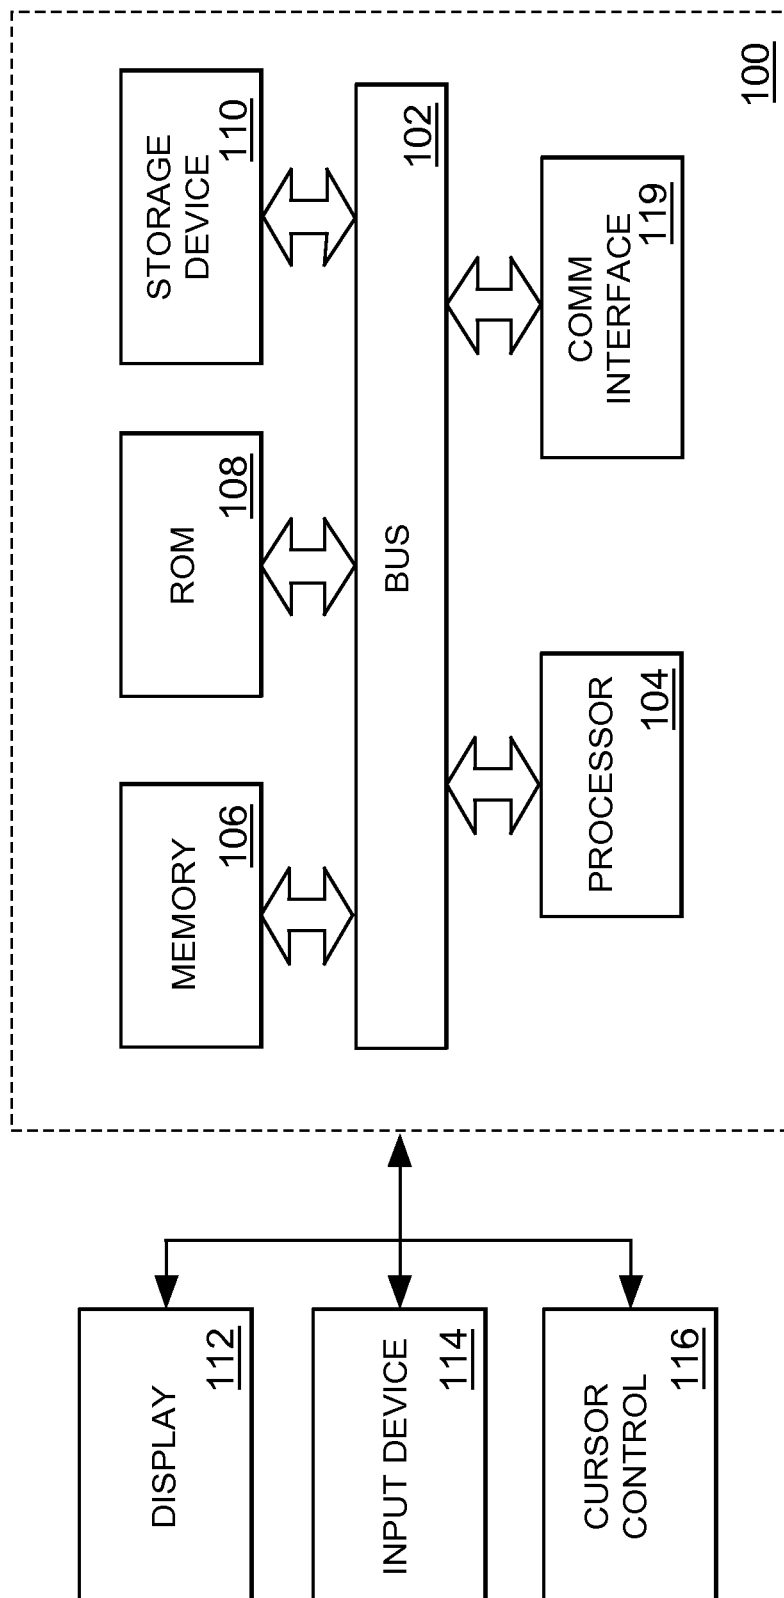 DISPLAY
112
MEMORY
106
ROM
108
STORAGE
DEVICE
110
INPUT DEVICE
114
BUS
102
CURSOR
CONTROL
116
PROCESSOR
104
COMM
INTERFACE
119
100